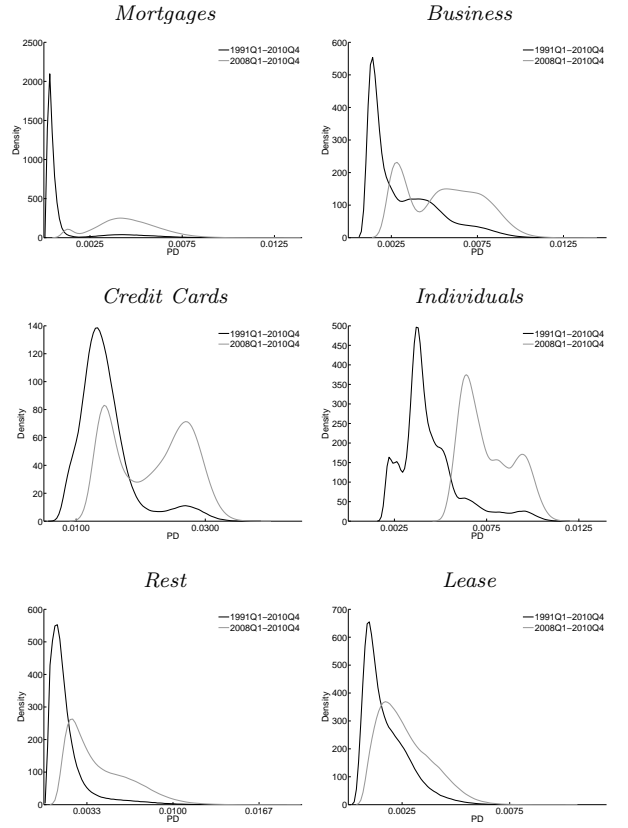 Mortgages
2500
2000
1500
1000
500
0
Density
1991Q1−2010Q4
2008Q1−2010Q4
0.0025 0.0075 0.0125
PD
Business
600
500
400
300
200
100
0
Density
1991Q1−2010Q4
2008Q1−2010Q4
0.0025 0.0075 0.0125
PD
Credit Cards
140
120
100
80
60
40
20
0
Density
1991Q1−2010Q4
2008Q1−2010Q4
0.0100 0.0300
PD
Individuals
500
450
400
350
300
250
200
150
100
50
0
Density
1991Q1−2010Q4
2008Q1−2010Q4
0.0025 0.0075 0.0125
PD
Rest
600
500
400
300
200
100
0
Density
1991Q1−2010Q4
2008Q1−2010Q4
0.0033 0.0100 0.0167
PD
Lease
700
600
500
400
300
200
100
0
Density
1991Q1−2010Q4
2008Q1−2010Q4
0.0025 0.0075
PD